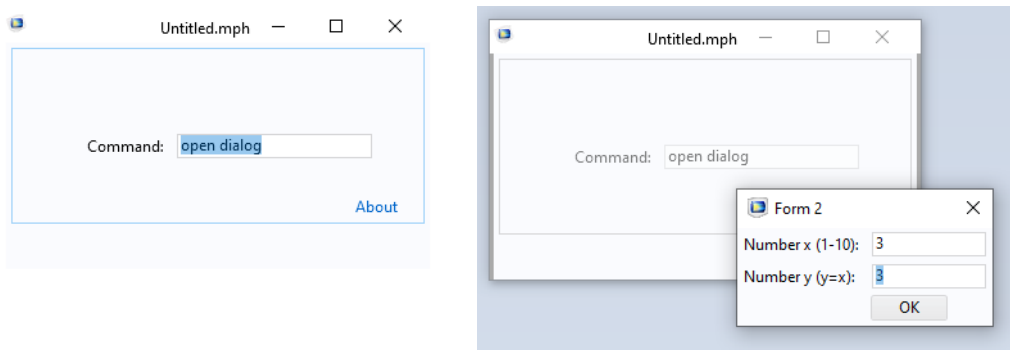 Untitled.mph
Command: open dialog
About
Untitled.mph
Command: open dialog
Form 2
Number x (1-10): 3
Number y (y=x): 3
OK